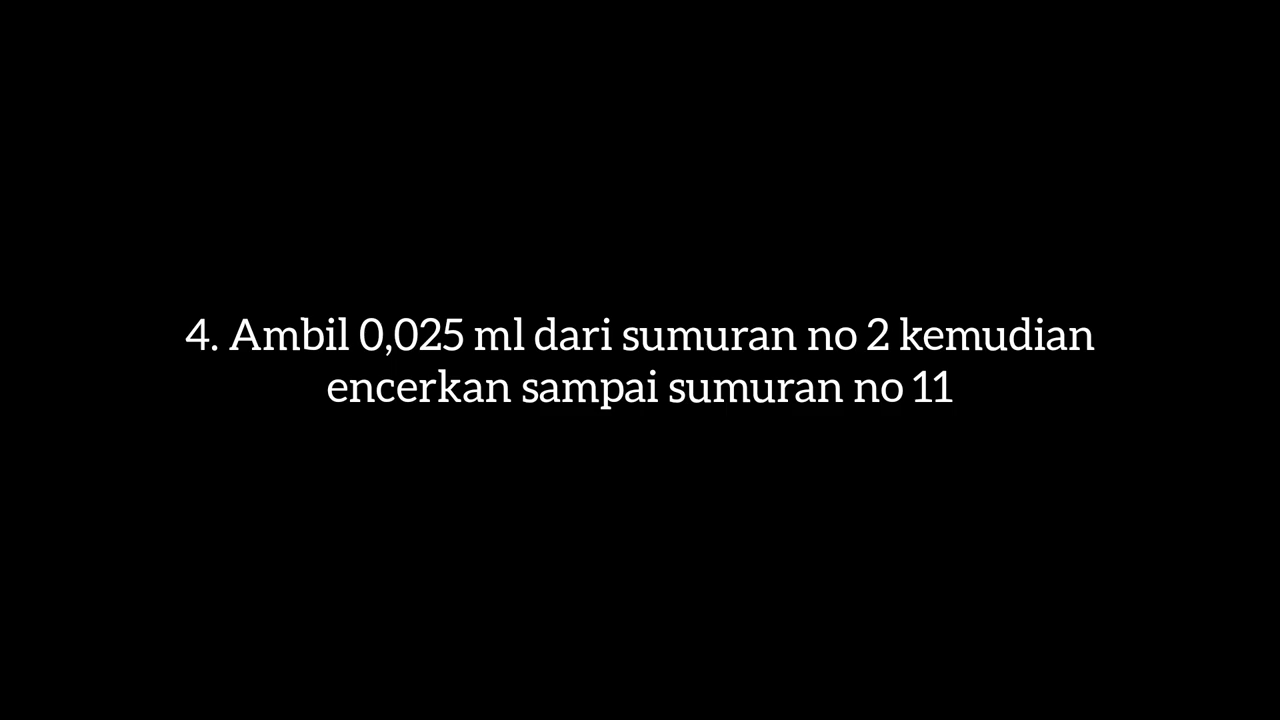 4. Ambil 0,025 ml dari sumuran no 2 kemudian
encerkan sampai sumuran no 11